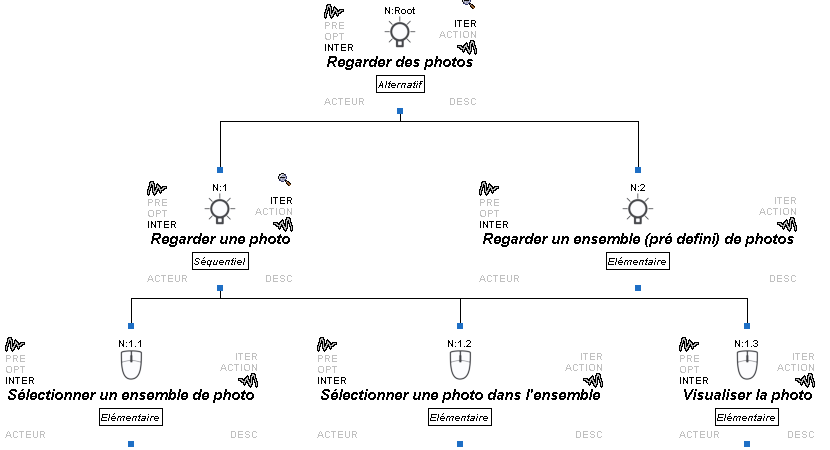 N:Root
PRE
OPT
INTER
ITER
ACTION
Regarder des photos
Alternatif
ACTEUR DESC
N:1
PRE
OPT
INTER
ITER
ACTION
Regarder une photo
Séquentiel
ACTEUR DESC
N:2
PRE
OPT
INTER
ITER
ACTION
Regarder un ensemble (pré defini) de photos
Elémentaire
ACTEUR DESC
N:1.1
PRE
OPT
INTER
ITER
ACTION
Sélectionner un ensemble de photo
Elémentaire
ACTEUR DESC
N:1.2
PRE
OPT
INTER
ITER
ACTION
Sélectionner une photo dans l'ensemble
Elémentaire
ACTEUR DESC
N:1.3
PRE
OPT
INTER
ITER
ACTION
Visualiser la photo
Elémentaire
ACTEUR DESC